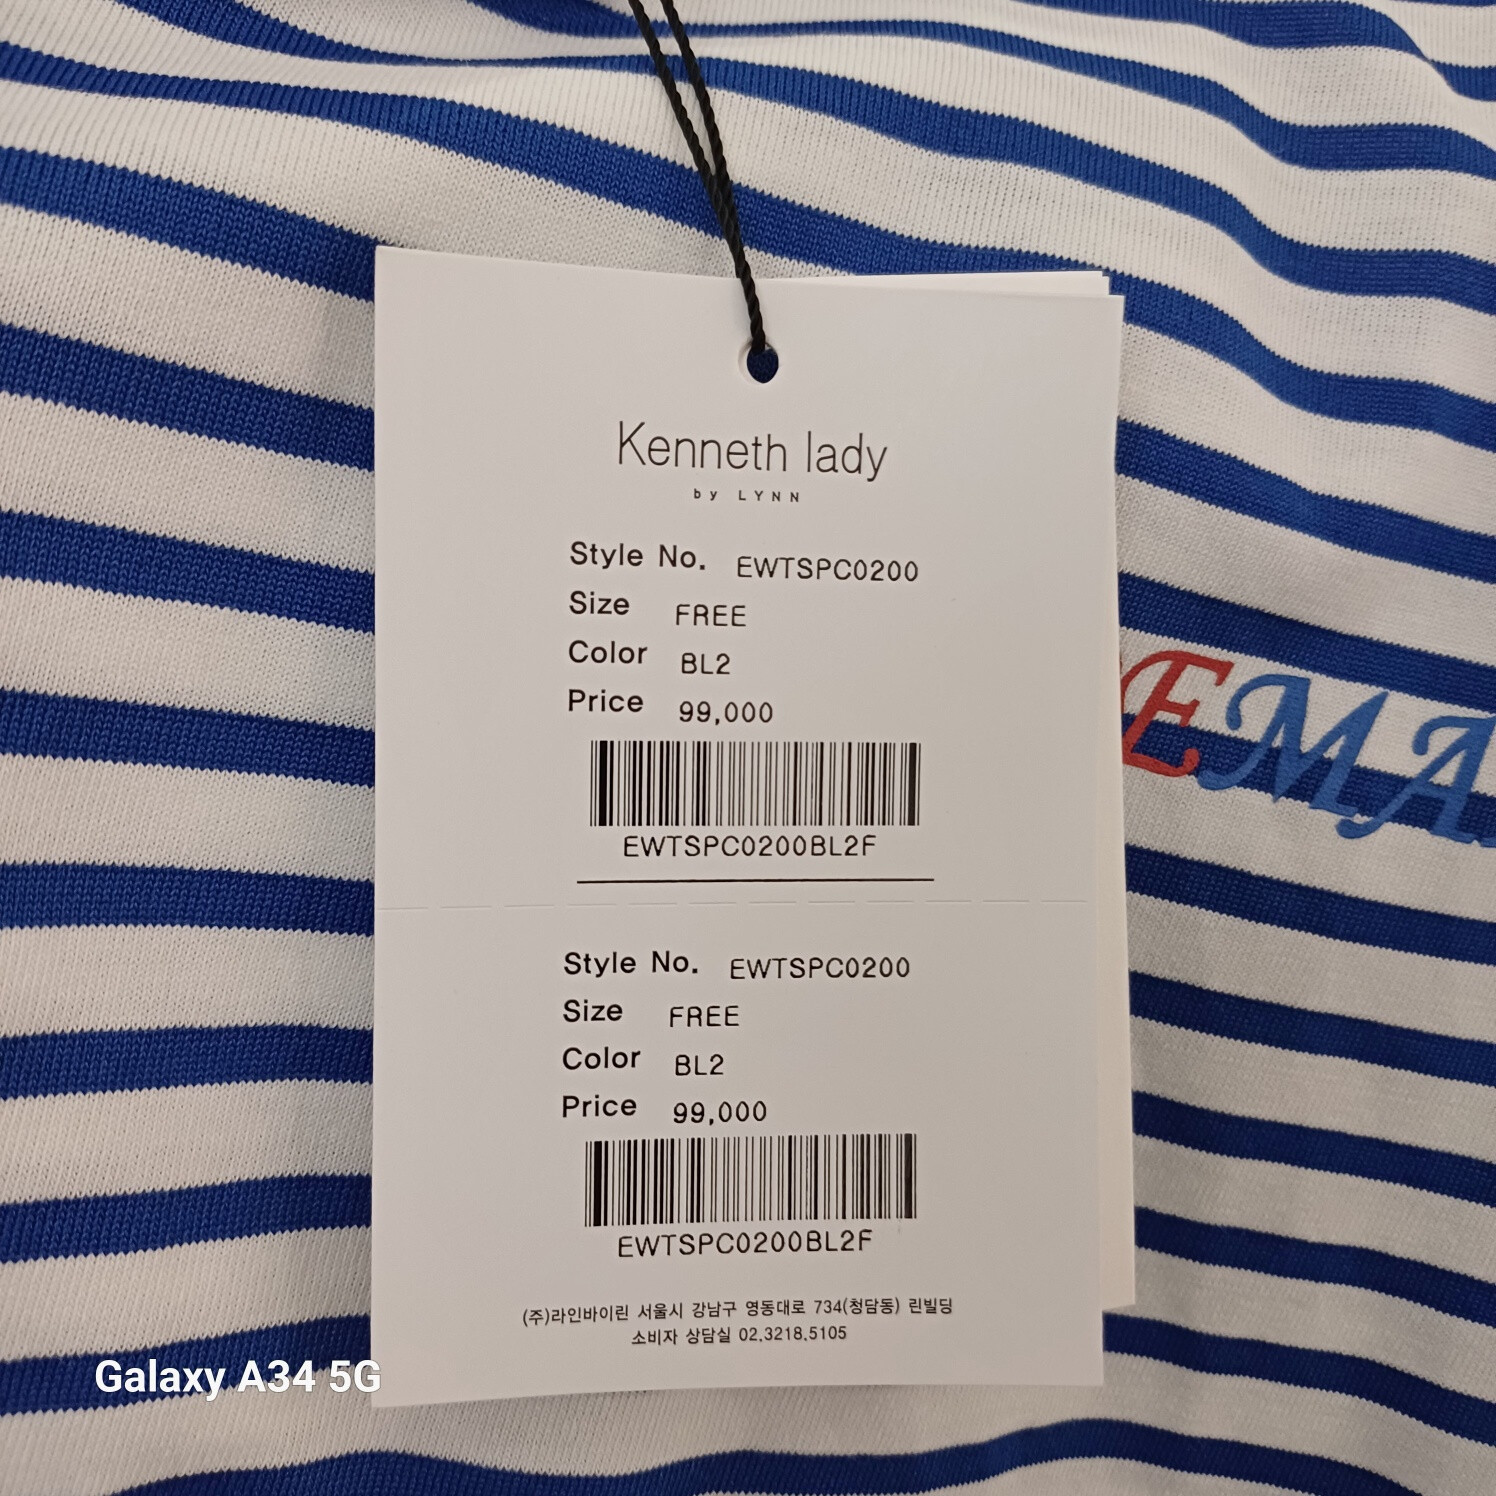 Kenneth lady
by LYNN
Style No. EWTSPC0200
Size FREE
Color BL2
Price 99,000
EWTSPC0200BL2F
EMA
Style No. EWTSPC0200
Size FREE
Color BL2
Price 99,000
EWTSPC0200BL2F
(주)라인바이린 서울시 강남구 영동대로 734(청담동) 린빌딩
소비자 상담실 02.3218.5105
Galaxy A34 5G